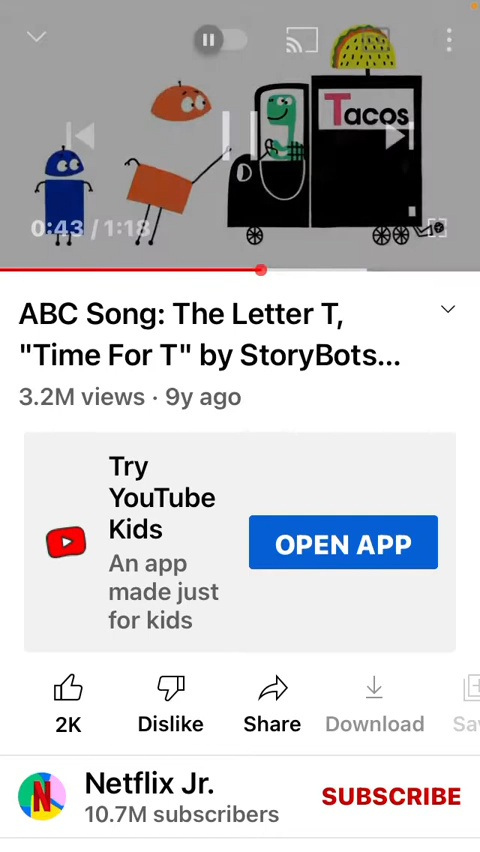 Tacos
0:43 / 1:18
ABC Song: The Letter T,
"Time For T" by StoryBots...
3.2M views · 9y ago
Try
YouTube
Kids
An app
made just
for kids
OPEN APP
2K
Dislike
Share
Download
Sa
N
Netflix Jr.
10.7M subscribers
SUBSCRIBE